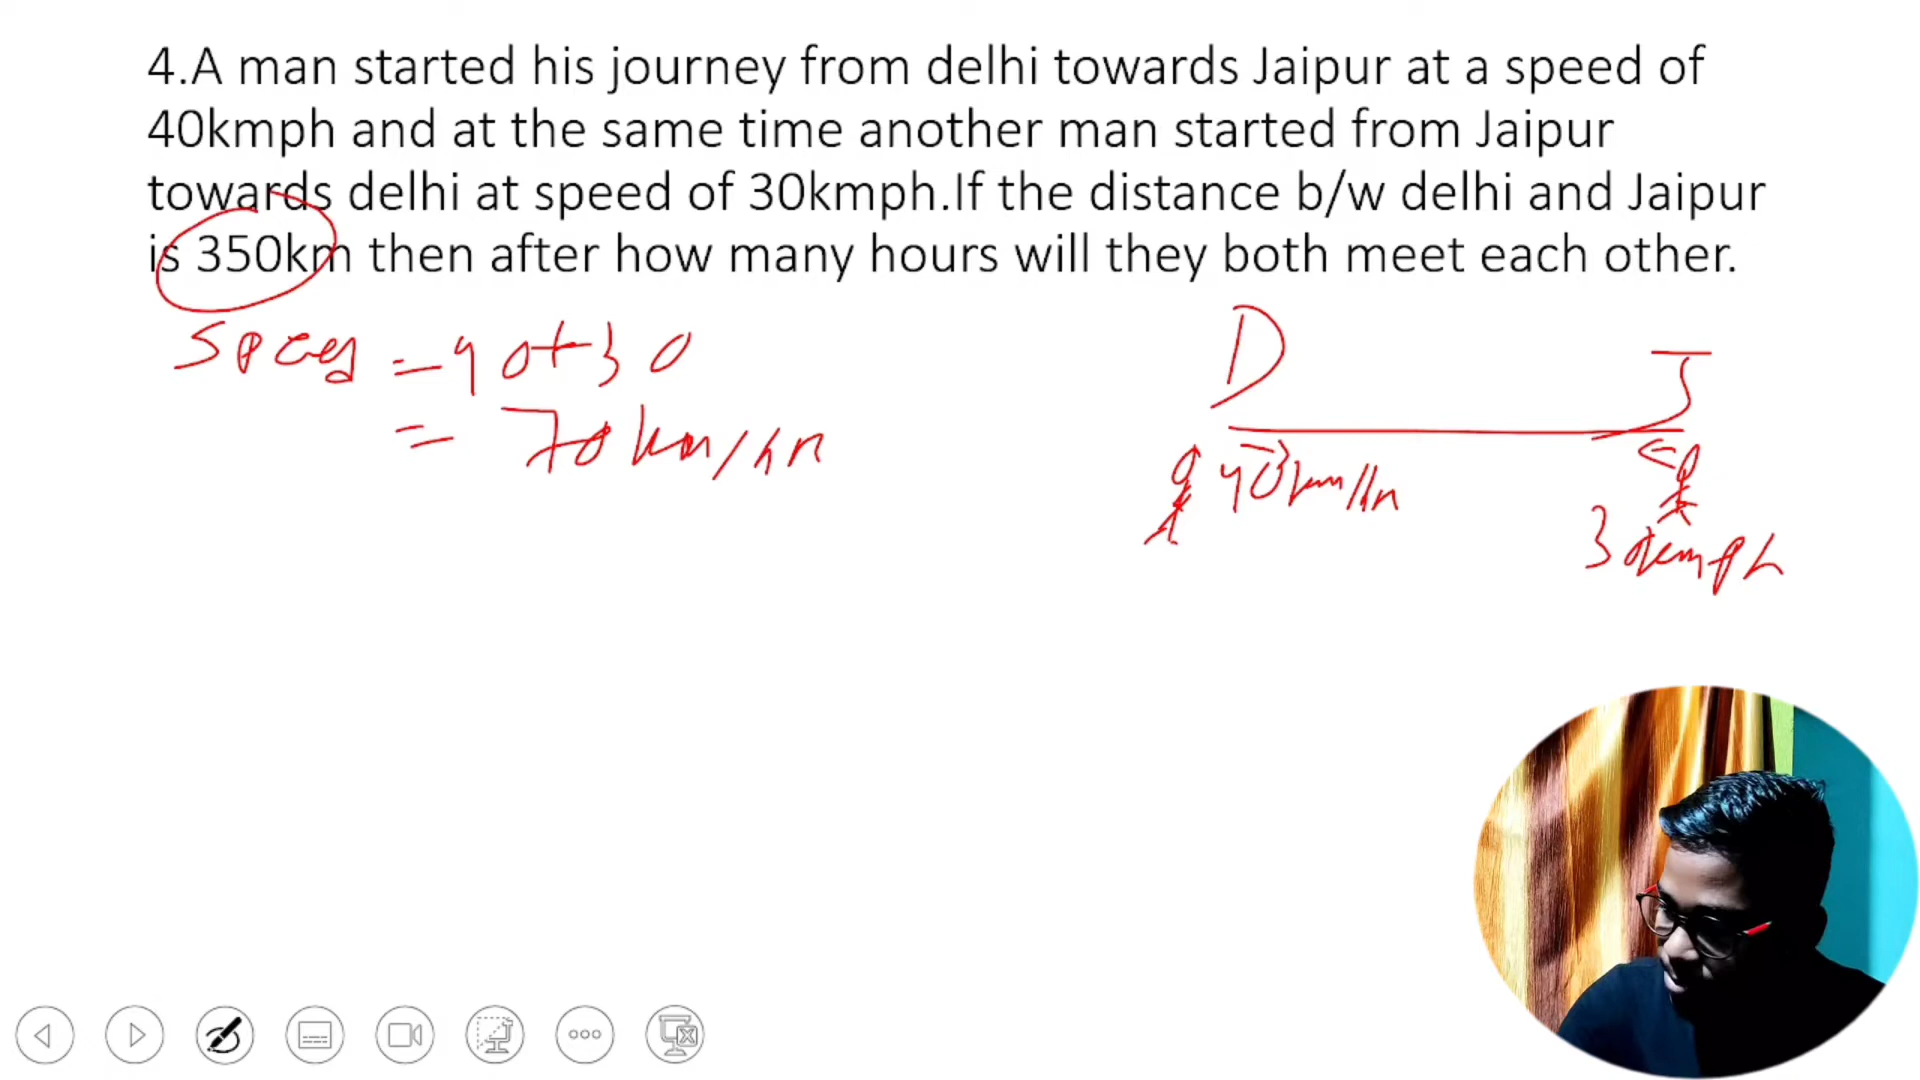 4.A man started his journey from delhi towards Jaipur at a speed of
40kmph and at the same time another man started from Jaipur
towards delhi at speed of 30kmph.If the distance b/w delhi and Jaipur
is 350km then after how many hours will they both meet each other.
Speed = 40+30
= 70km/hr
D
J
40km/hr
30kmph